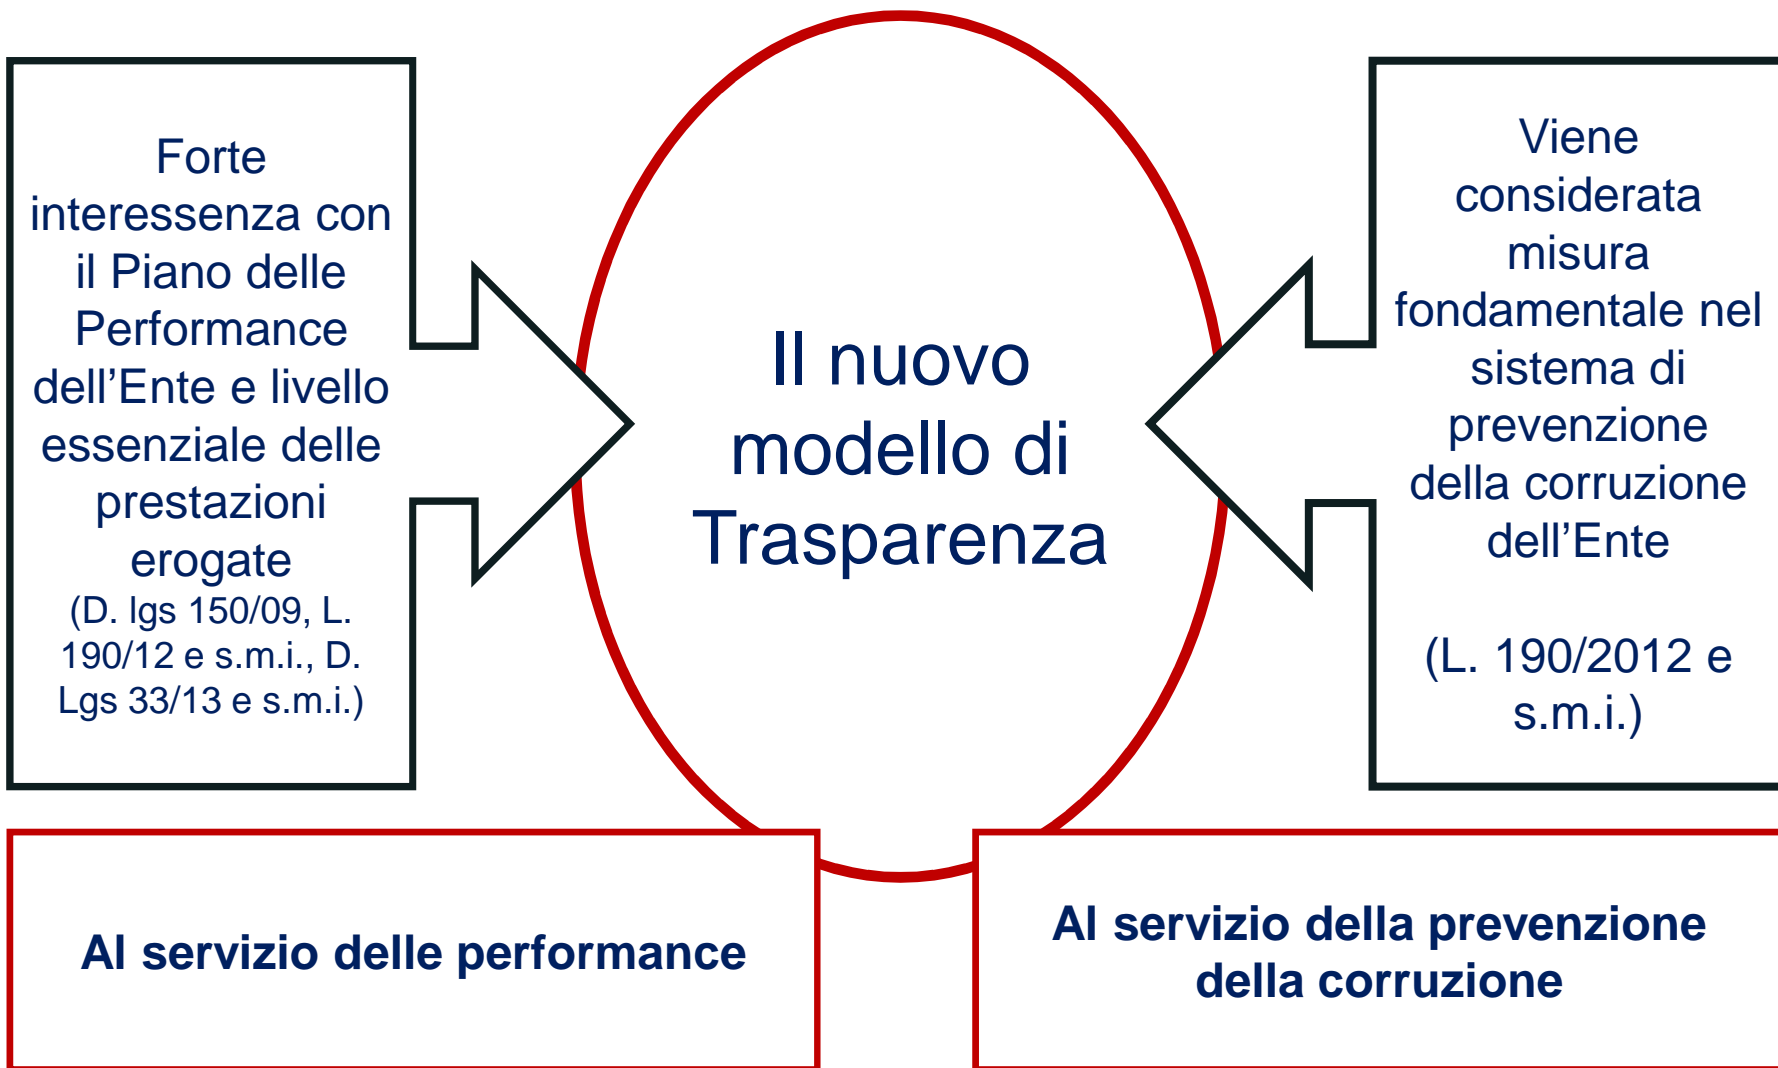 Forte
interessenza con
il Piano delle
Performance
dell’Ente e livello
essenziale delle
prestazioni
erogate
(D. lgs 150/09, L.
190/12 e s.m.i., D.
Lgs 33/13 e s.m.i.)
Il nuovo
modello di
Trasparenza
Viene
considerata
misura
fondamentale nel
sistema di
prevenzione
della corruzione
dell’Ente
(L. 190/2012 e
s.m.i.)
Al servizio delle performance
Al servizio della prevenzione
della corruzione